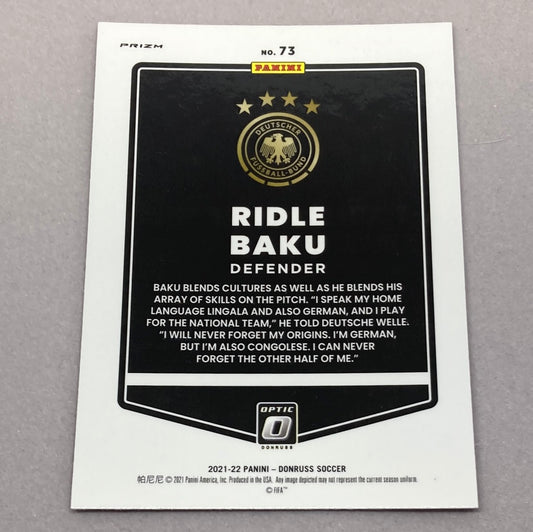 PRIZM
NO. 73
PANINI
DEUTSCHER
FUSSBALL-BUND
RIDLE
BAKU
DEFENDER
BAKU BLENDS CULTURES AS WELL AS HE BLENDS HIS
ARRAY OF SKILLS ON THE PITCH. “I SPEAK MY HOME
LANGUAGE LINGALA AND ALSO GERMAN, AND I PLAY
FOR THE NATIONAL TEAM,” HE TOLD DEUTSCHE WELLE.
“I WILL NEVER FORGET MY ORIGINS. I’M GERMAN,
BUT I’M ALSO CONGOLESE. I CAN NEVER
FORGET THE OTHER HALF OF ME.”
OPTIC
DONRUSS
2021-22 PANINI – DONRUSS SOCCER
帕尼尼 © 2021 Panini America, Inc. Produced in the USA. Any image depicted may not represent the current season uniform.
© FIFA™